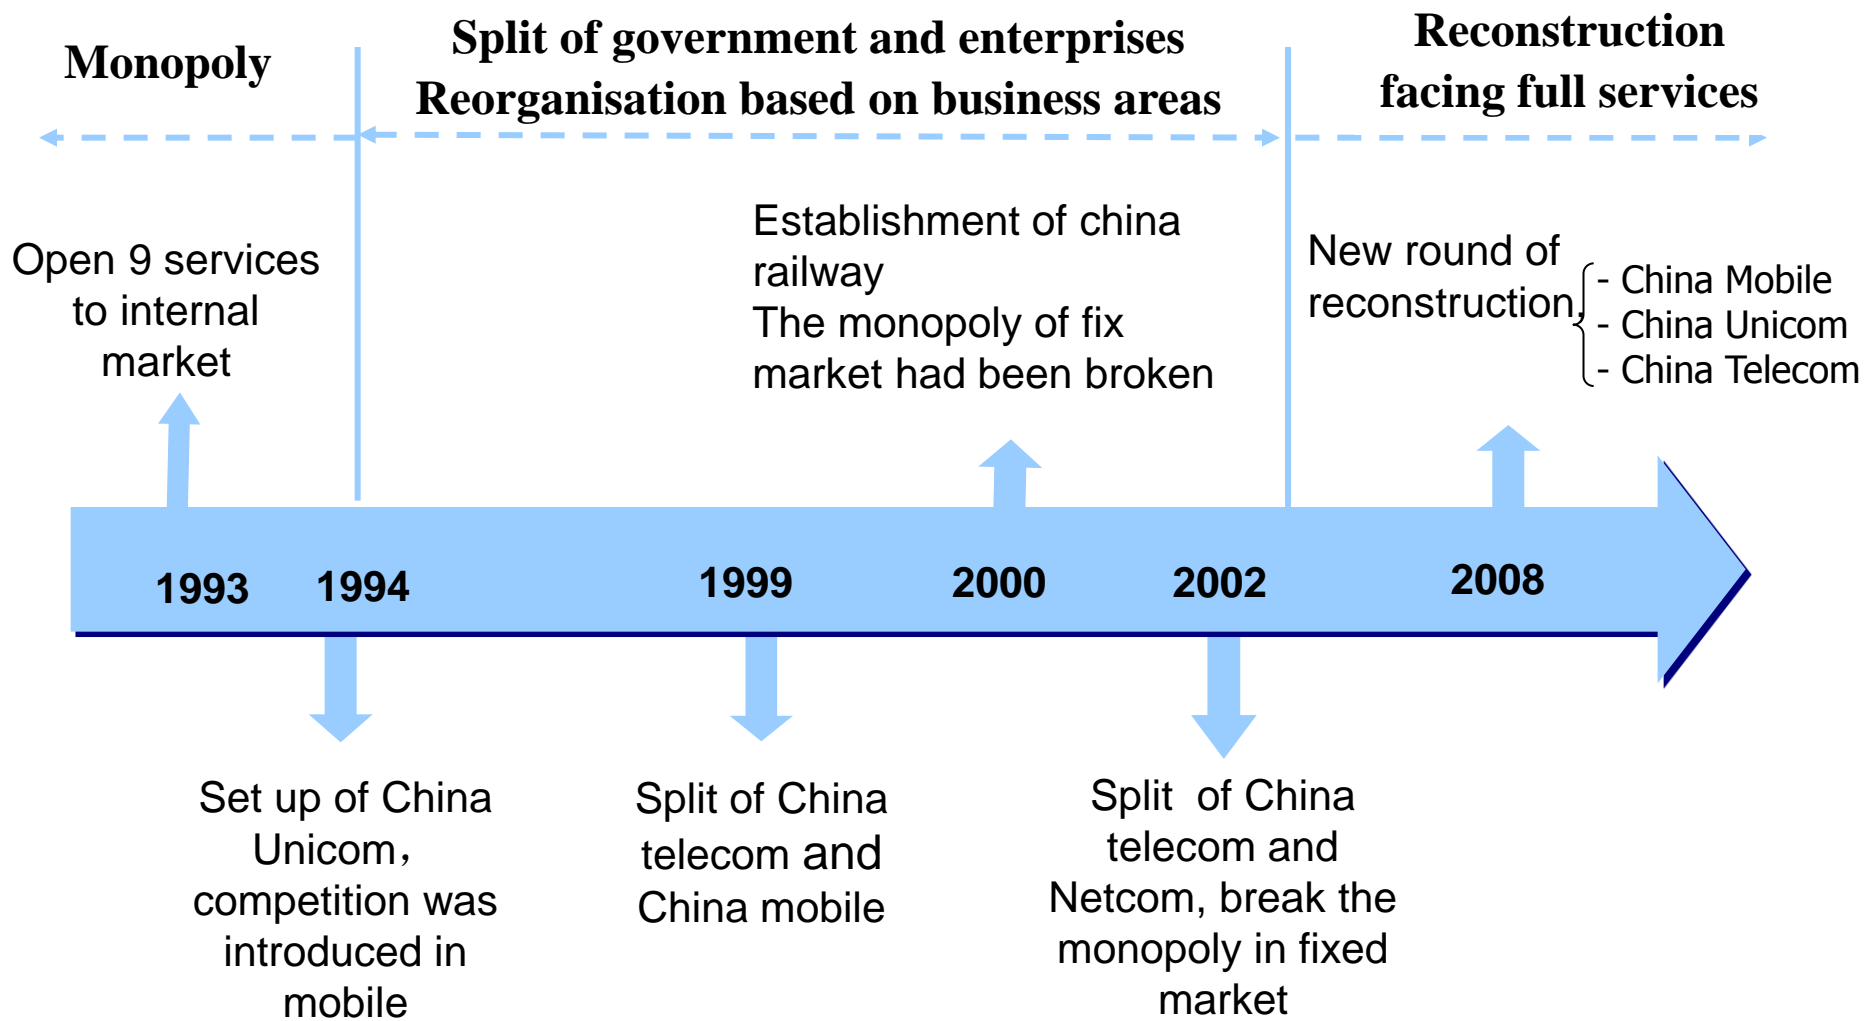 Monopoly
Split of government and enterprises
Reorganisation based on business areas
Reconstruction
facing full services
Open 9 services
to internal
market
Establishment of china
railway
The monopoly of fix
market had been broken
New round of
reconstruction,
- China Mobile
- China Unicom
- China Telecom
1993
1994
1999
2000
2002
2008
Set up of China
Unicom，
competition was
introduced in
mobile
Split of China
telecom and
China mobile
Split of China
telecom and
Netcom, break the
monopoly in fixed
market